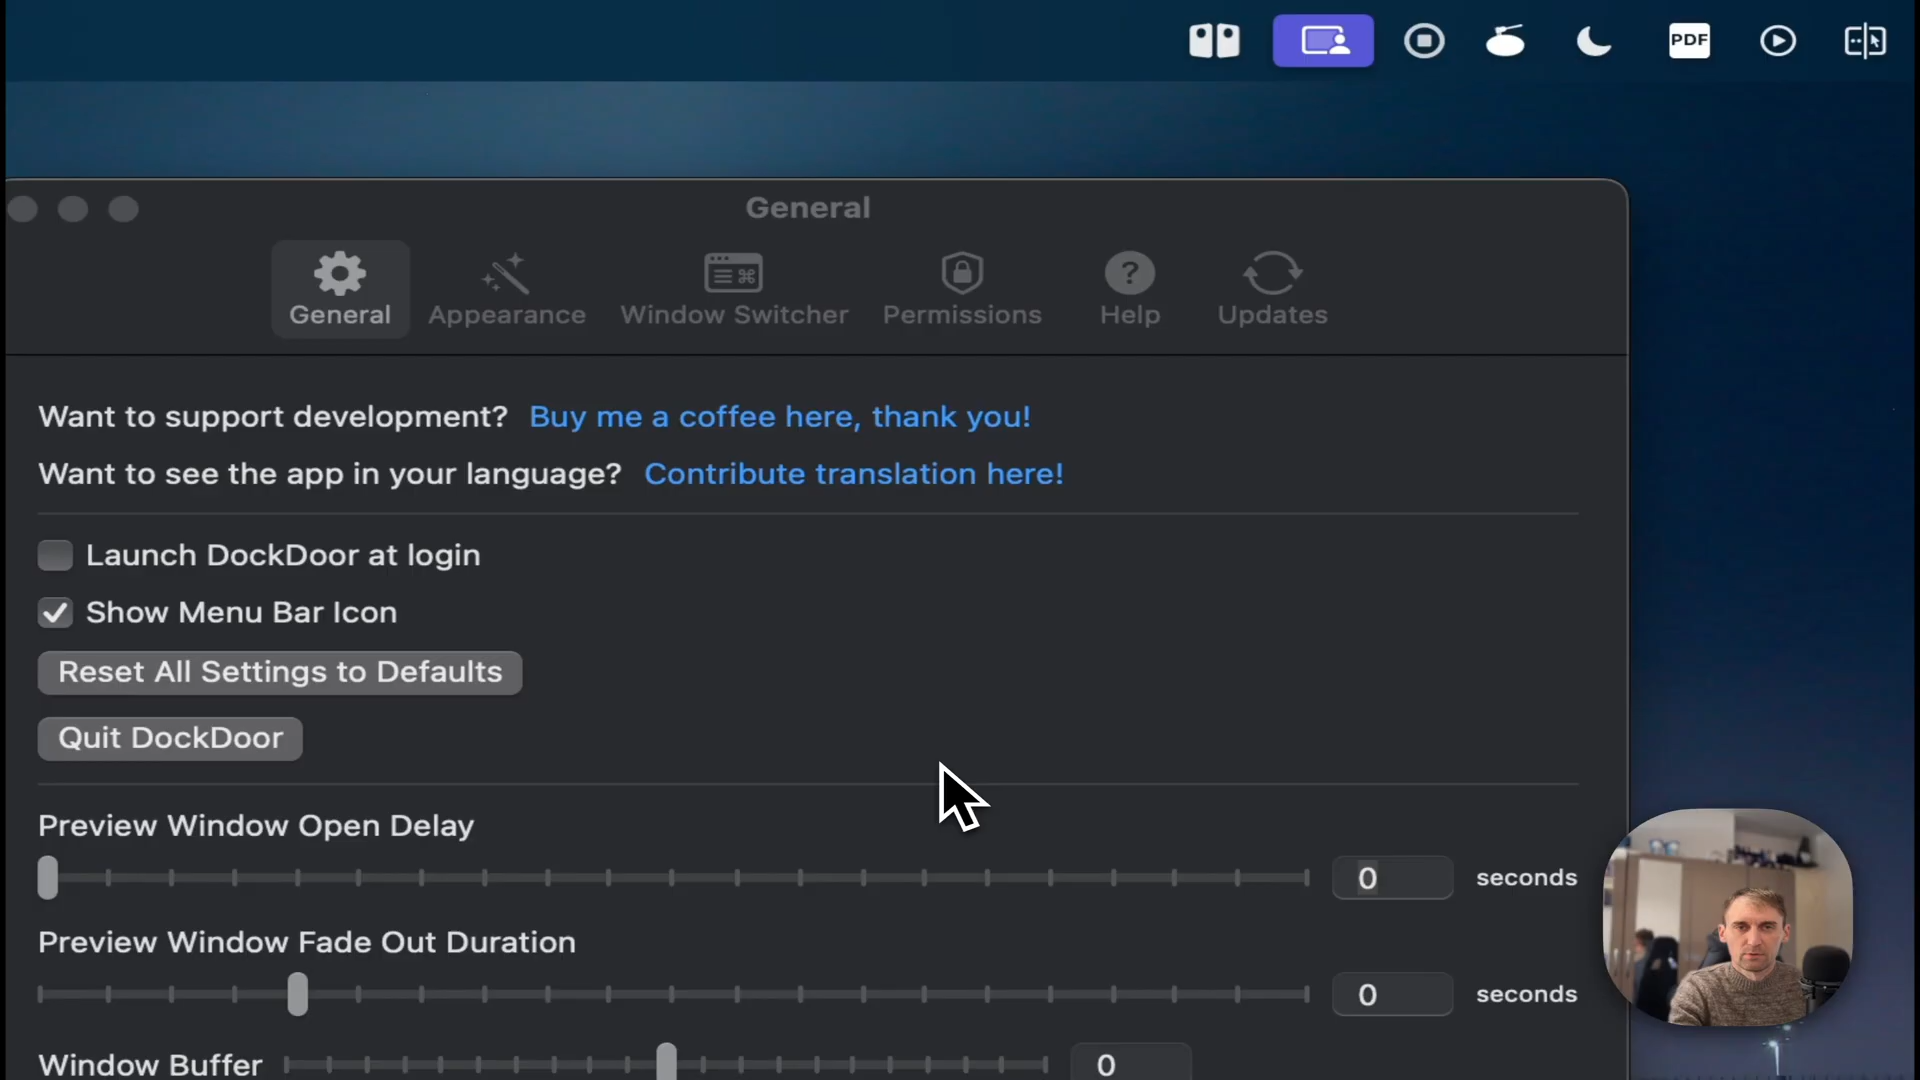 PDF
General
General
Appearance
Window Switcher
Permissions
Help
Updates
Want to support development? Buy me a coffee here, thank you!
Want to see the app in your language? Contribute translation here!
Launch DockDoor at login
Show Menu Bar Icon
Reset All Settings to Defaults
Quit DockDoor
Preview Window Open Delay
0 seconds
Preview Window Fade Out Duration
0 seconds
Window Buffer 0